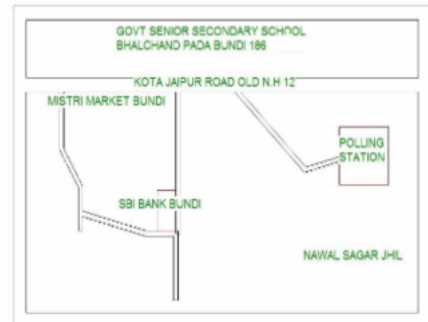 GOVT SENIOR SECONDARY SCHOOL
BHALCHAND PADA BUNDI 186
KOTA JAIPUR ROAD OLD N.H 12
MISTRI MARKET BUNDI
POLLING
STATION
SBI BANK BUNDI
NAWAL SAGAR JHIL